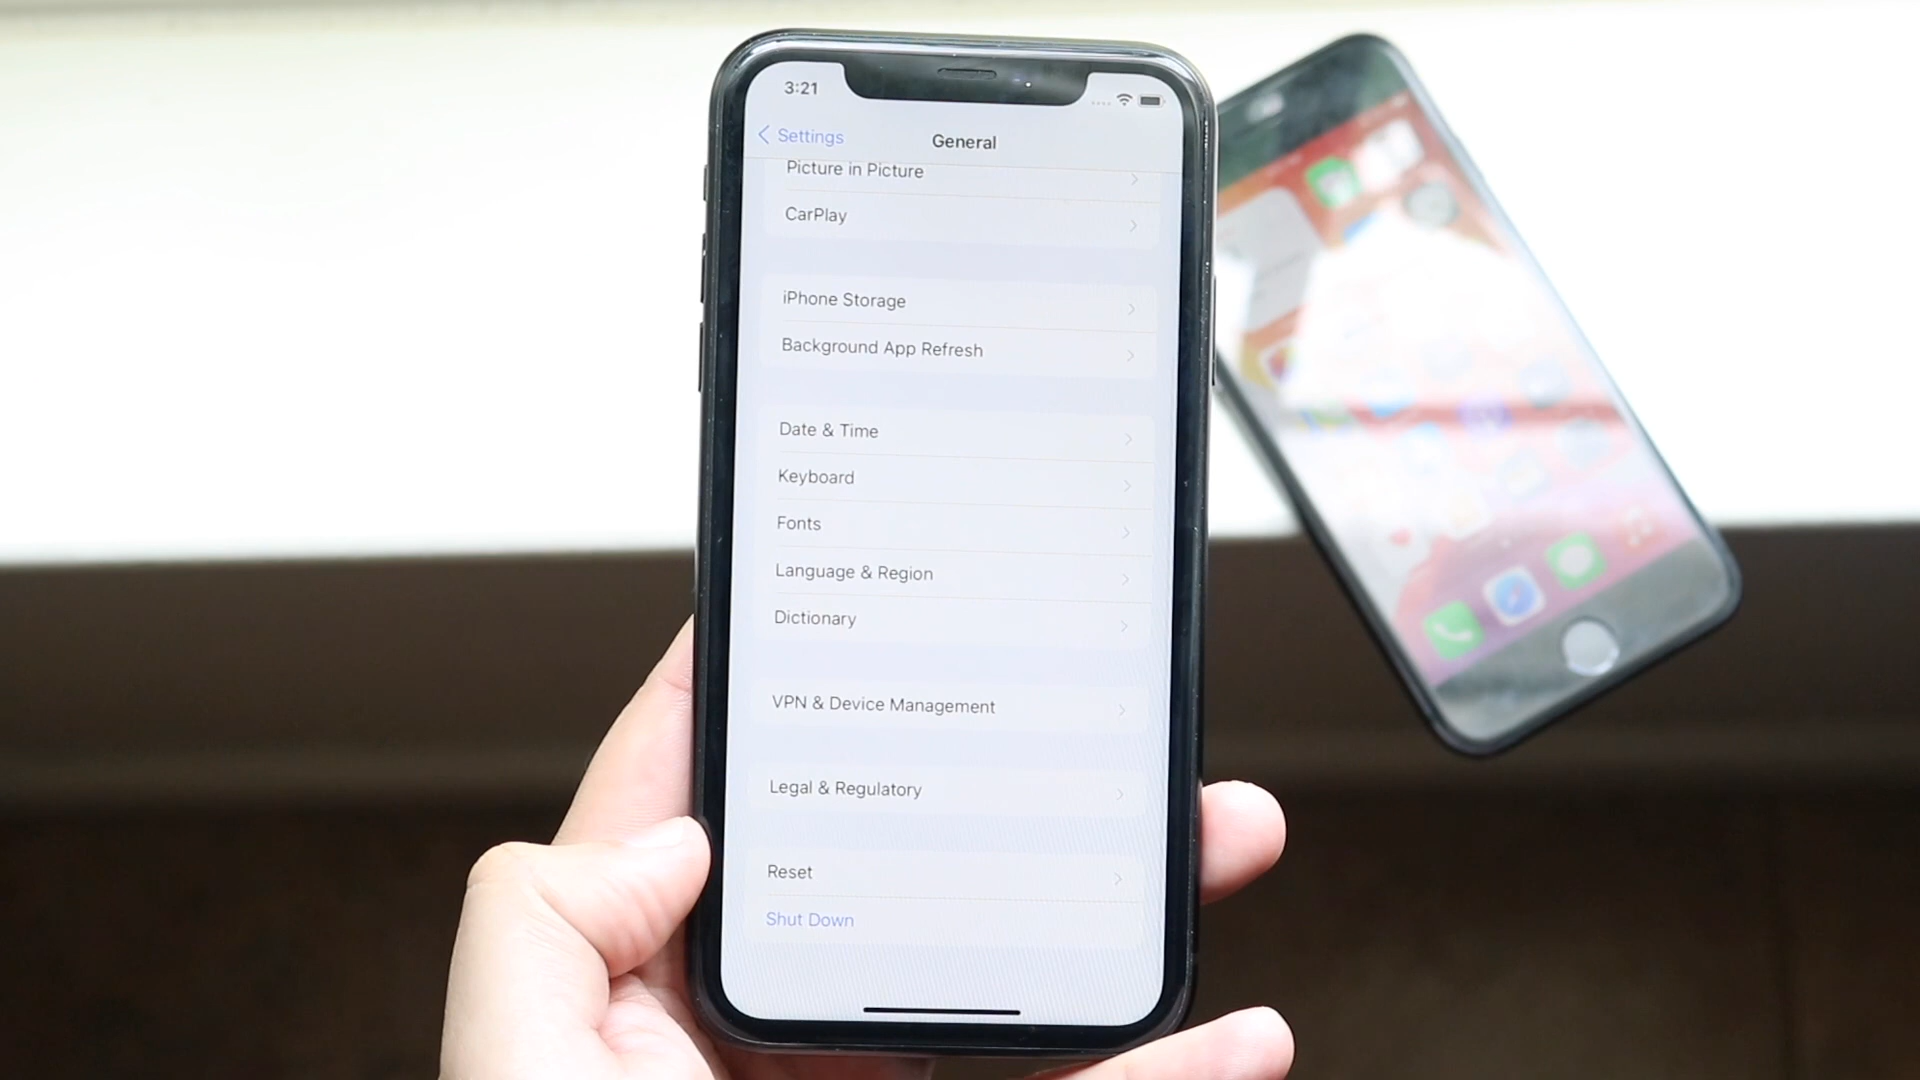 3:21
Settings
General
Picture in Picture
CarPlay
iPhone Storage
Background App Refresh
Date & Time
Keyboard
Fonts
Language & Region
Dictionary
VPN & Device Management
Legal & Regulatory
Reset
Shut Down